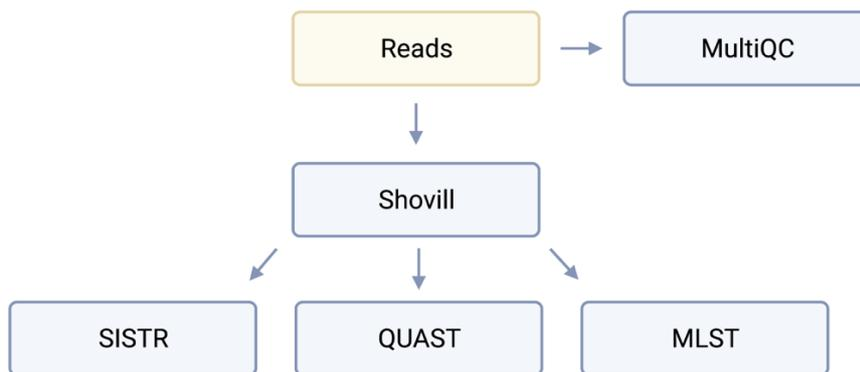 Reads
MultiQC
Shovill
SISTR
QUAST
MLST